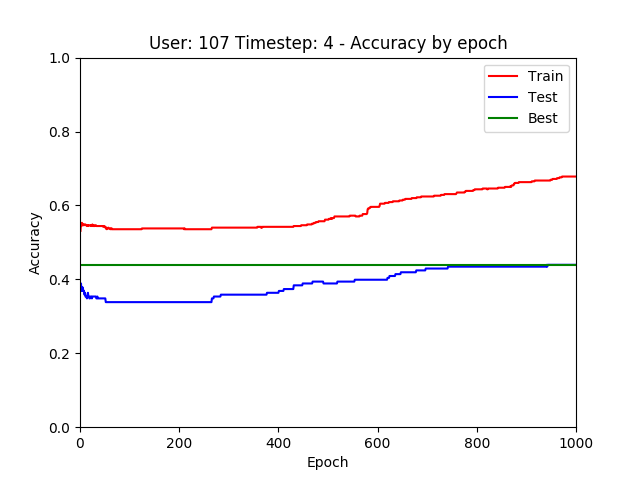 User: 107 Timestep: 4 - Accuracy by epoch
1.0
0.8
0.6
0.4
0.2
0.0
Accuracy
Train
Test
Best
0 200 400 600 800 1000
Epoch